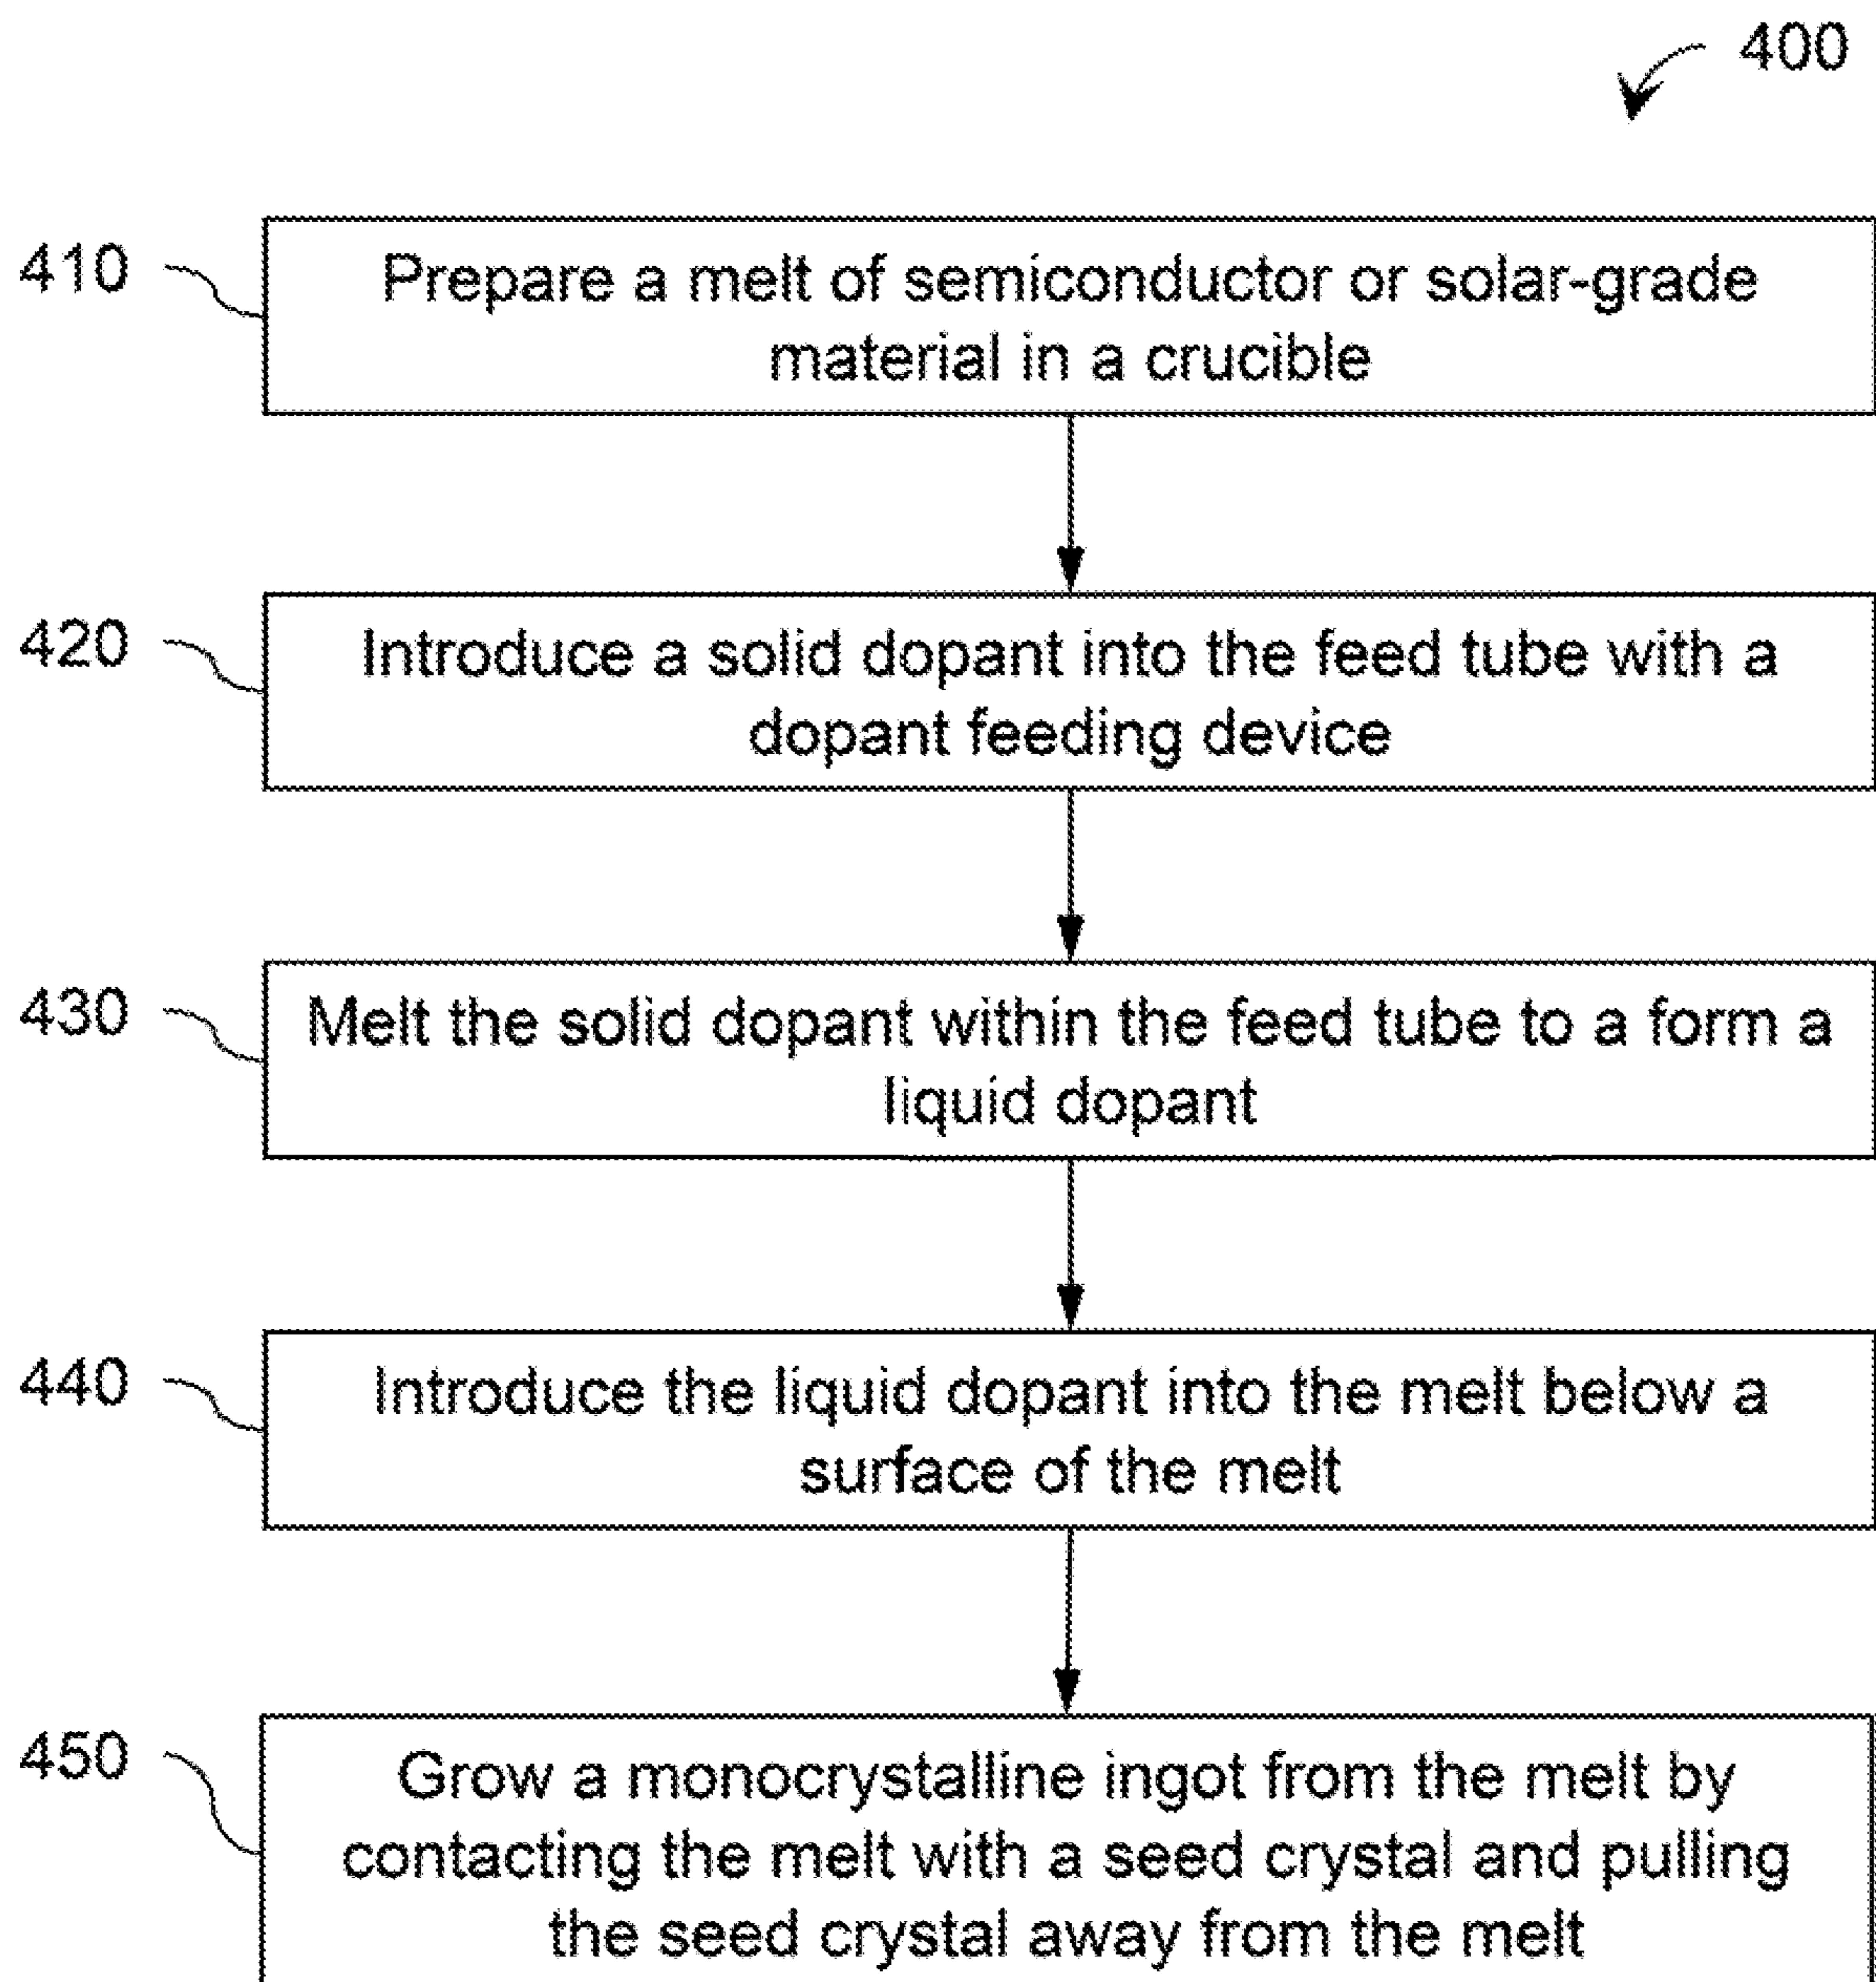 400
410
Prepare a melt of semiconductor or solar-grade
material in a crucible
420
Introduce a solid dopant into the feed tube with a
dopant feeding device
430
Melt the solid dopant within the feed tube to a form a
liquid dopant
440
Introduce the liquid dopant into the melt below a
surface of the melt
450
Grow a monocrystalline ingot from the melt by
contacting the melt with a seed crystal and pulling
the seed crystal away from the melt